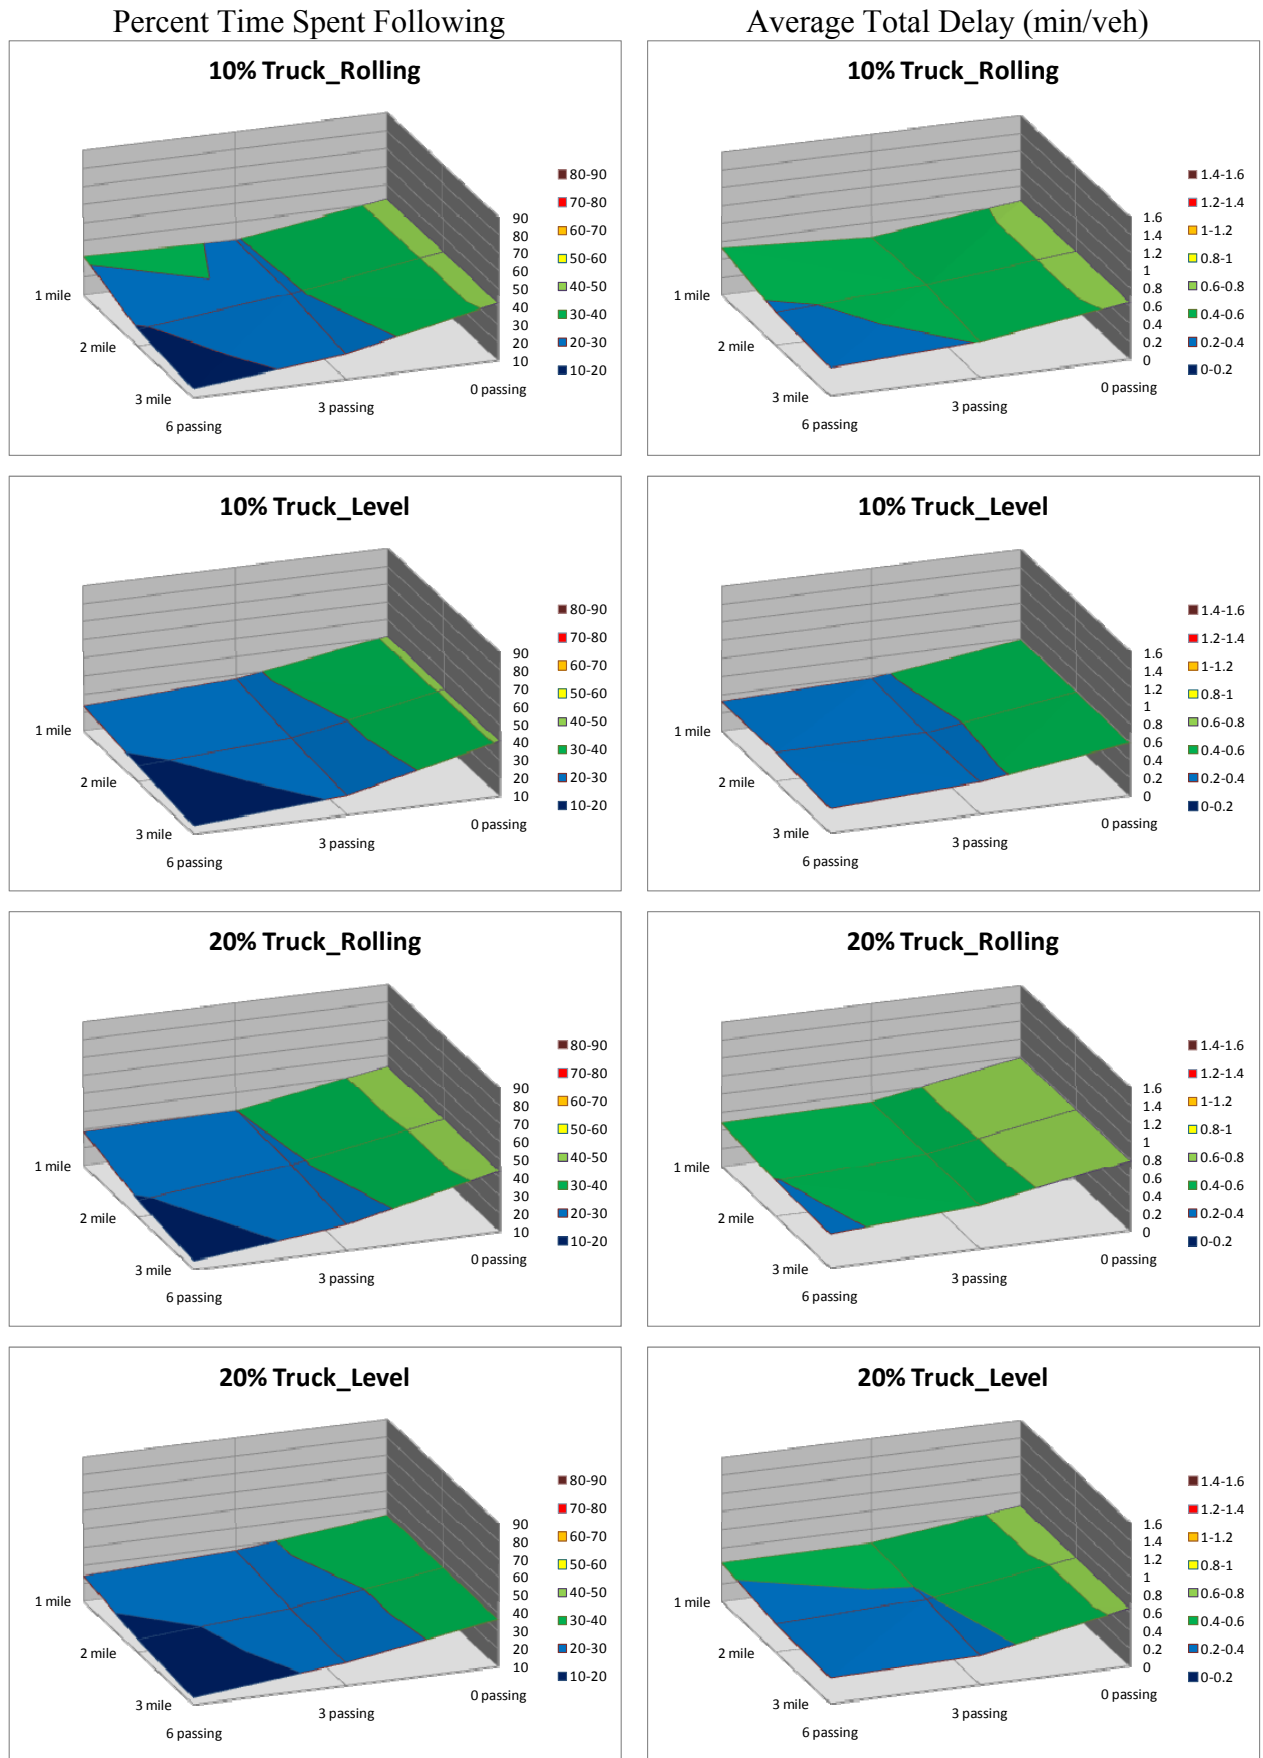 Percent Time Spent Following
Average Total Delay (min/veh)
10% Truck_Rolling
80-90
70-80
60-70
50-60
40-50
30-40
20-30
10-20
90
80
70
60
50
40
30
20
10
1 mile
2 mile
3 mile
6 passing
3 passing
0 passing
10% Truck_Rolling
1.4-1.6
1.2-1.4
1-1.2
0.8-1
0.6-0.8
0.4-0.6
0.2-0.4
0-0.2
1.6
1.4
1.2
1
0.8
0.6
0.4
0.2
0
1 mile
2 mile
3 mile
6 passing
3 passing
0 passing
10% Truck_Level
80-90
70-80
60-70
50-60
40-50
30-40
20-30
10-20
90
80
70
60
50
40
30
20
10
1 mile
2 mile
3 mile
6 passing
3 passing
0 passing
10% Truck_Level
1.4-1.6
1.2-1.4
1-1.2
0.8-1
0.6-0.8
0.4-0.6
0.2-0.4
0-0.2
1.6
1.4
1.2
1
0.8
0.6
0.4
0.2
0
1 mile
2 mile
3 mile
6 passing
3 passing
0 passing
20% Truck_Rolling
80-90
70-80
60-70
50-60
40-50
30-40
20-30
10-20
90
80
70
60
50
40
30
20
10
1 mile
2 mile
3 mile
6 passing
3 passing
0 passing
20% Truck_Rolling
1.4-1.6
1.2-1.4
1-1.2
0.8-1
0.6-0.8
0.4-0.6
0.2-0.4
0-0.2
1.6
1.4
1.2
1
0.8
0.6
0.4
0.2
0
1 mile
2 mile
3 mile
6 passing
3 passing
0 passing
20% Truck_Level
80-90
70-80
60-70
50-60
40-50
30-40
20-30
10-20
90
80
70
60
50
40
30
20
10
1 mile
2 mile
3 mile
6 passing
3 passing
0 passing
20% Truck_Level
1.4-1.6
1.2-1.4
1-1.2
0.8-1
0.6-0.8
0.4-0.6
0.2-0.4
0-0.2
1.6
1.4
1.2
1
0.8
0.6
0.4
0.2
0
1 mile
2 mile
3 mile
6 passing
3 passing
0 passing